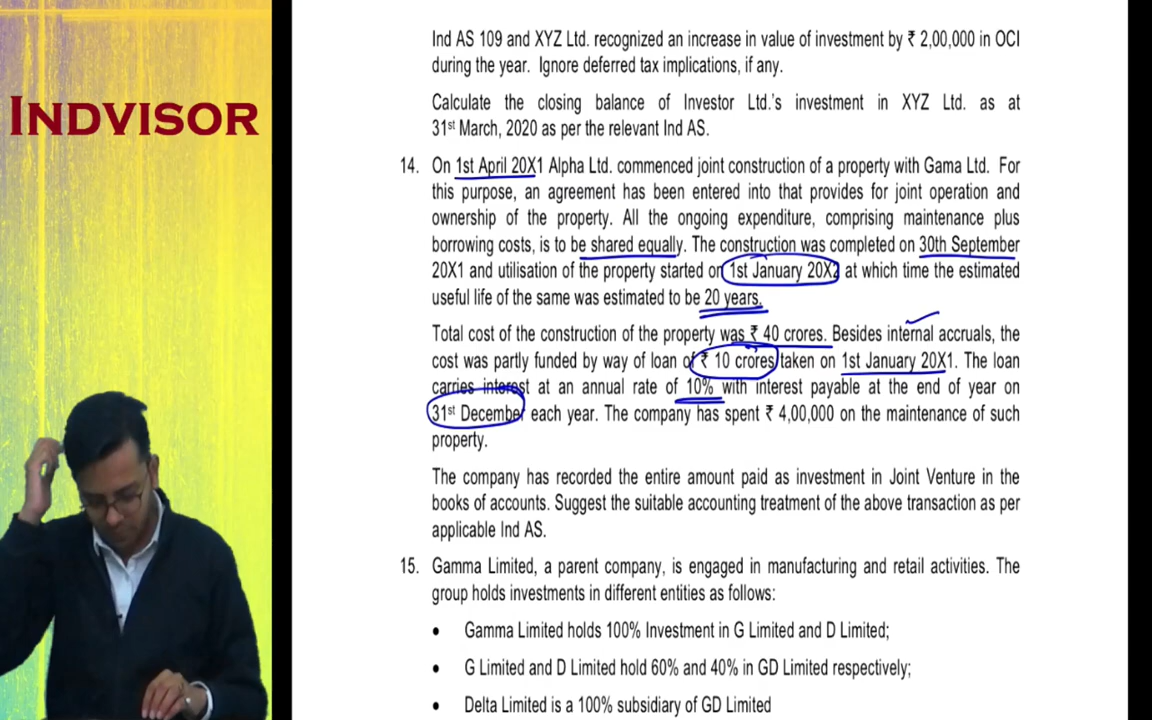 INDVISOR
Ind AS 109 and XYZ Ltd. recognized an increase in value of investment by ₹ 2,00,000 in OCI
during the year. Ignore deferred tax implications, if any.
Calculate the closing balance of Investor Ltd.'s investment in XYZ Ltd. as at
31st March, 2020 as per the relevant Ind AS.
14. On 1st April 20X1 Alpha Ltd. commenced joint construction of a property with Gama Ltd. For
this purpose, an agreement has been entered into that provides for joint operation and
ownership of the property. All the ongoing expenditure, comprising maintenance plus
borrowing costs, is to be shared equally. The construction was completed on 30th September
20X1 and utilisation of the property started on 1st January 20X2 at which time the estimated
useful life of the same was estimated to be 20 years.
Total cost of the construction of the property was ₹ 40 crores. Besides internal accruals, the
cost was partly funded by way of loan of ₹ 10 crores taken on 1st January 20X1. The loan
carries interest at an annual rate of 10% with interest payable at the end of year on
31st December each year. The company has spent ₹ 4,00,000 on the maintenance of such
property.
The company has recorded the entire amount paid as investment in Joint Venture in the
books of accounts. Suggest the suitable accounting treatment of the above transaction as per
applicable Ind AS.
15. Gamma Limited, a parent company, is engaged in manufacturing and retail activities. The
group holds investments in different entities as follows:
• Gamma Limited holds 100% Investment in G Limited and D Limited;
• G Limited and D Limited hold 60% and 40% in GD Limited respectively;
• Delta Limited is a 100% subsidiary of GD Limited